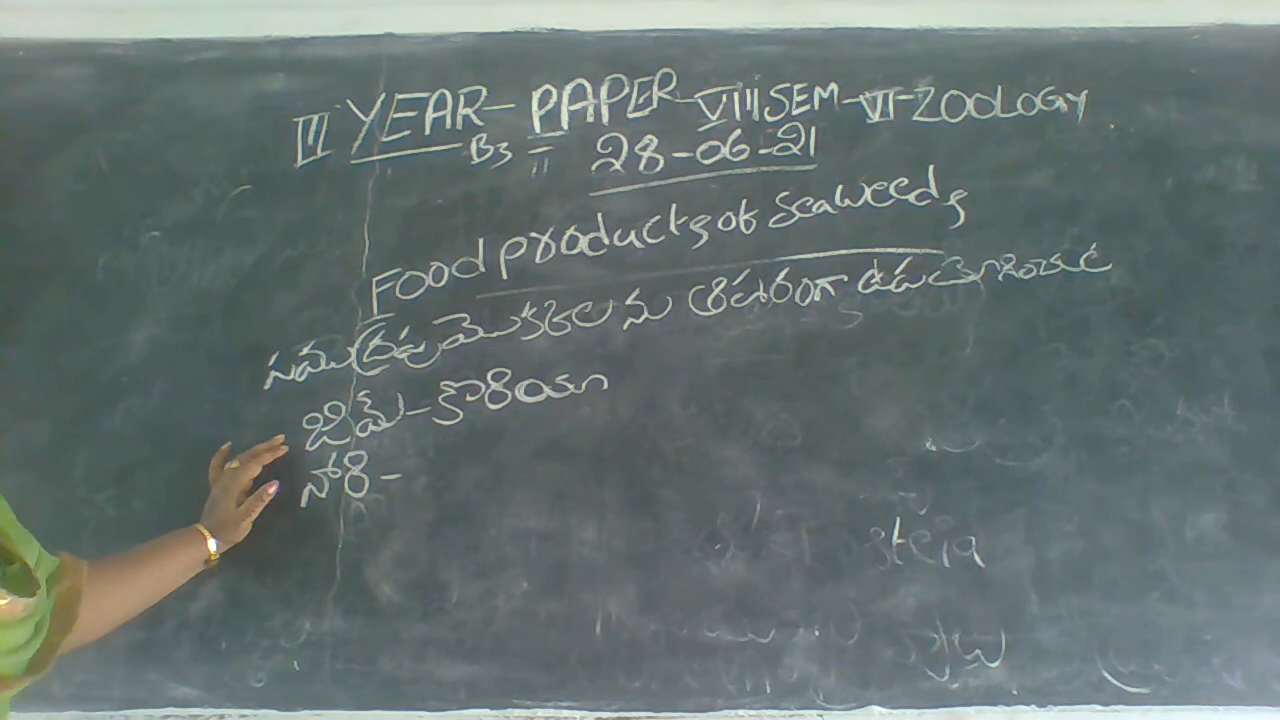 III YEAR - PAPER - VIII SEM - VI - ZOOLOGY
B3 = 28-06-21
Food products of Seaweeds
సముద్రపు మొక్కలను ఆహారంగా ఉపయోగించుట
జిమ్ - కొరియా
నోరి -
steia